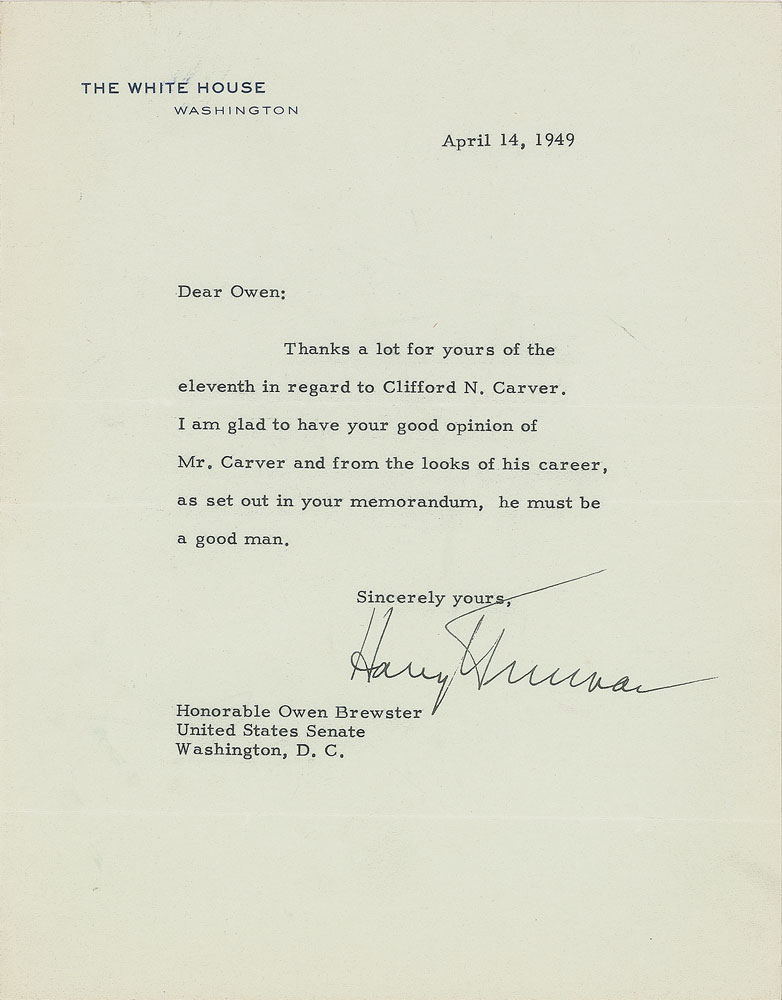 THE WHITE HOUSE
WASHINGTON
April 14, 1949
Dear Owen:
Thanks a lot for yours of the
eleventh in regard to Clifford N. Carver.
I am glad to have your good opinion of
Mr. Carver and from the looks of his career,
as set out in your memorandum, he must be
a good man.
Sincerely yours,
Harry Truman
Honorable Owen Brewster
United States Senate
Washington, D. C.